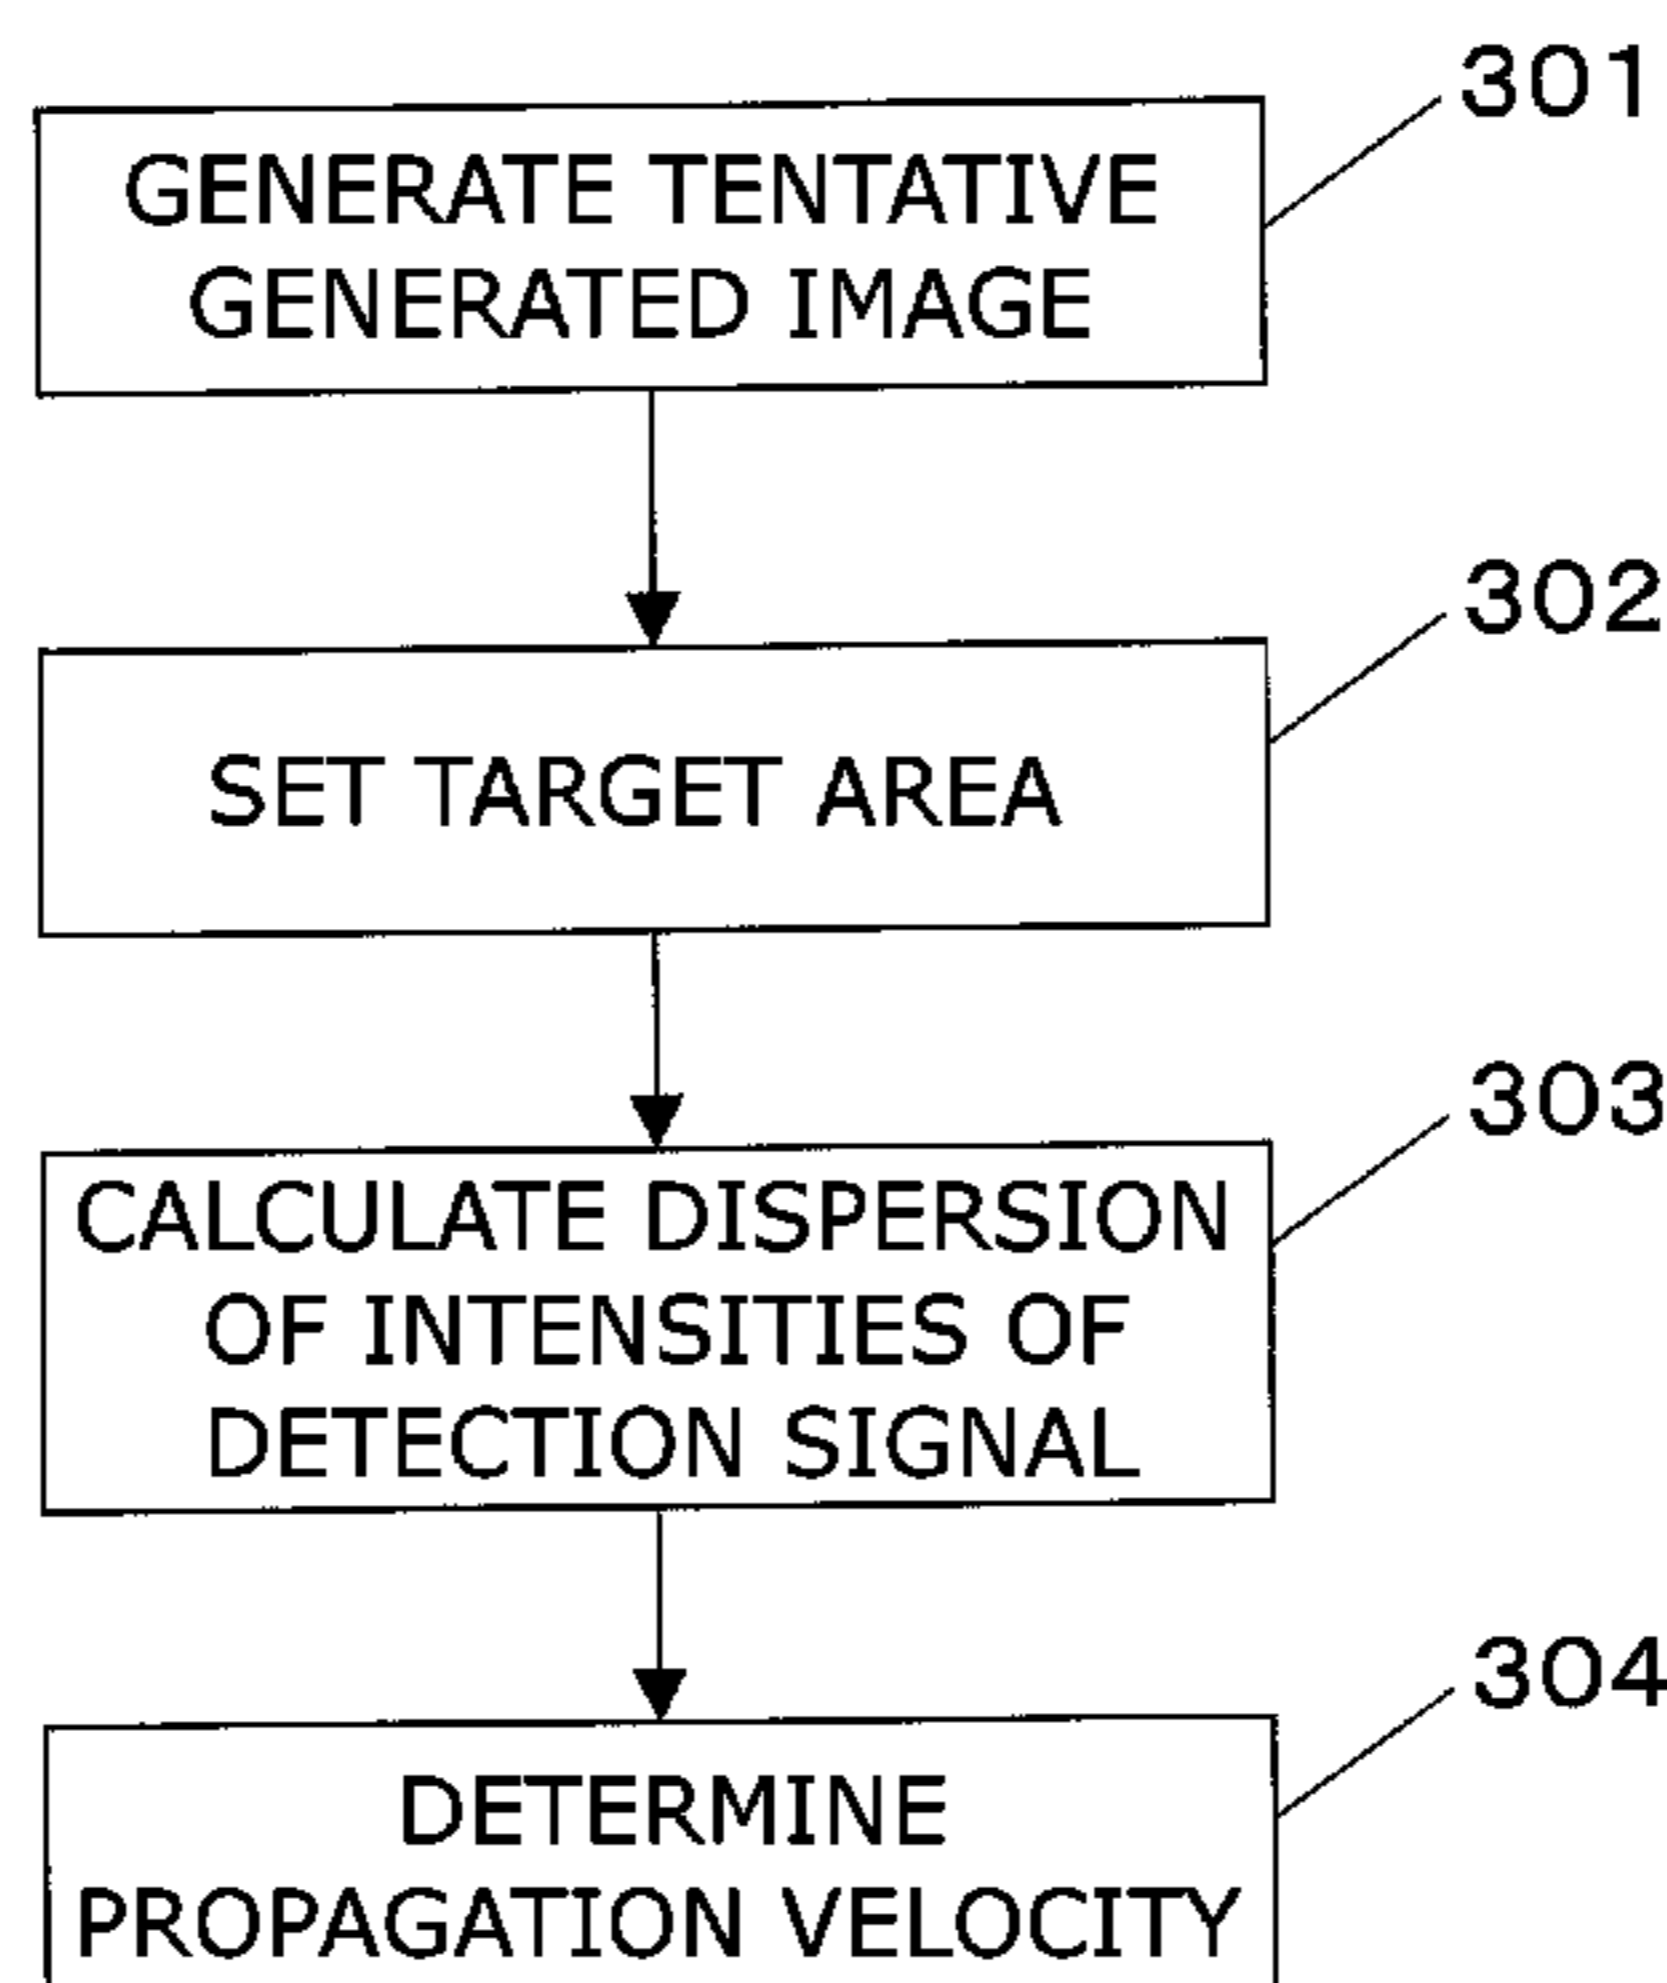 301
GENERATE TENTATIVE
GENERATED IMAGE
302
SET TARGET AREA
303
CALCULATE DISPERSION
OF INTENSITIES OF
DETECTION SIGNAL
304
DETERMINE
PROPAGATION VELOCITY